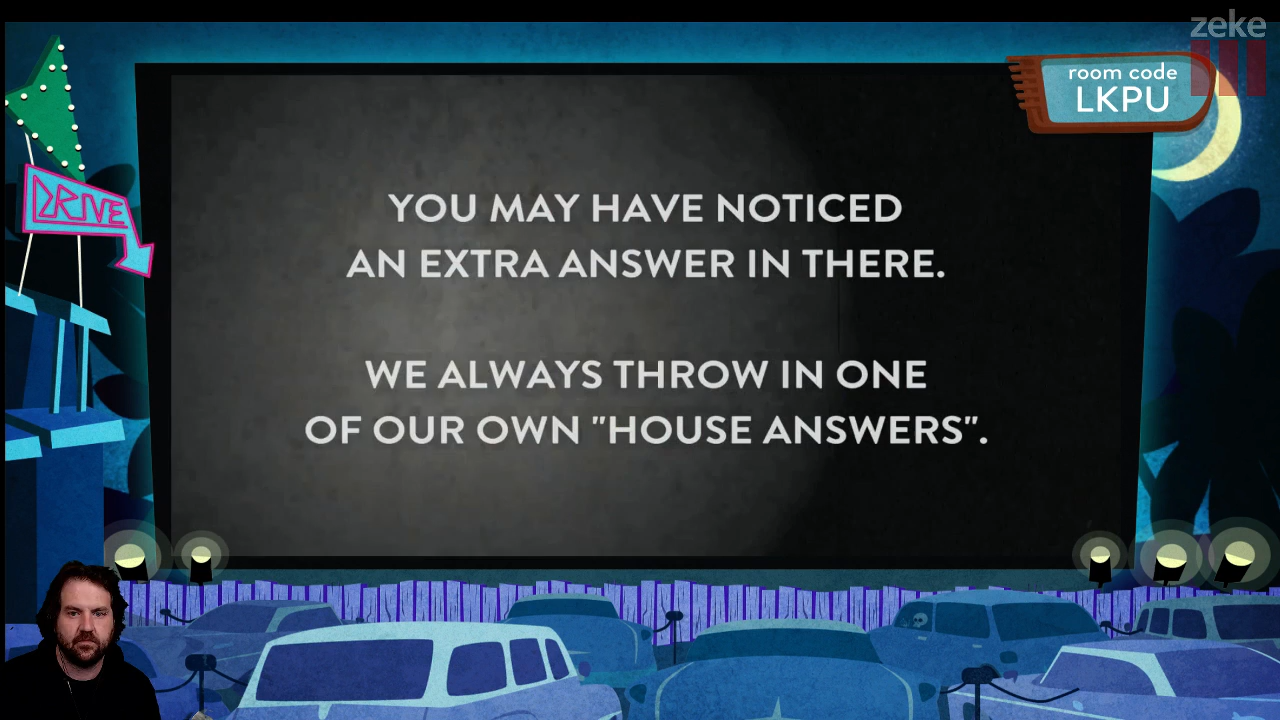 zeke
room code
LKPU
DRIVE
YOU MAY HAVE NOTICED
AN EXTRA ANSWER IN THERE.
WE ALWAYS THROW IN ONE
OF OUR OWN "HOUSE ANSWERS".